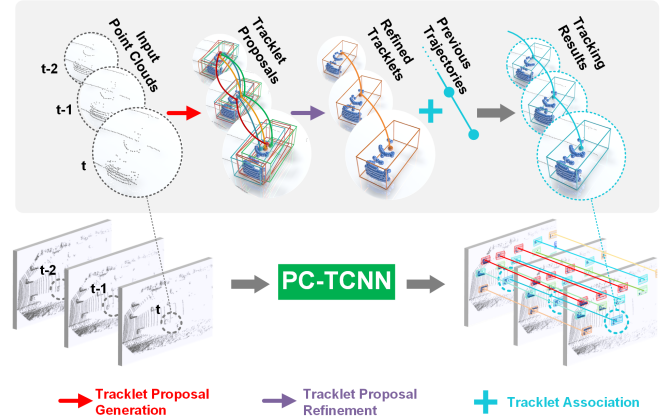 Input
Point Clouds
Tracklet
Proposals
Refined
Tracklets
Previous
Trajectories
Tracking
Results
t-2
t-1
t
t-2
t-1
t
PC-TCNN
Tracklet Proposal
Generation
Tracklet Proposal
Refinement
Tracklet Association